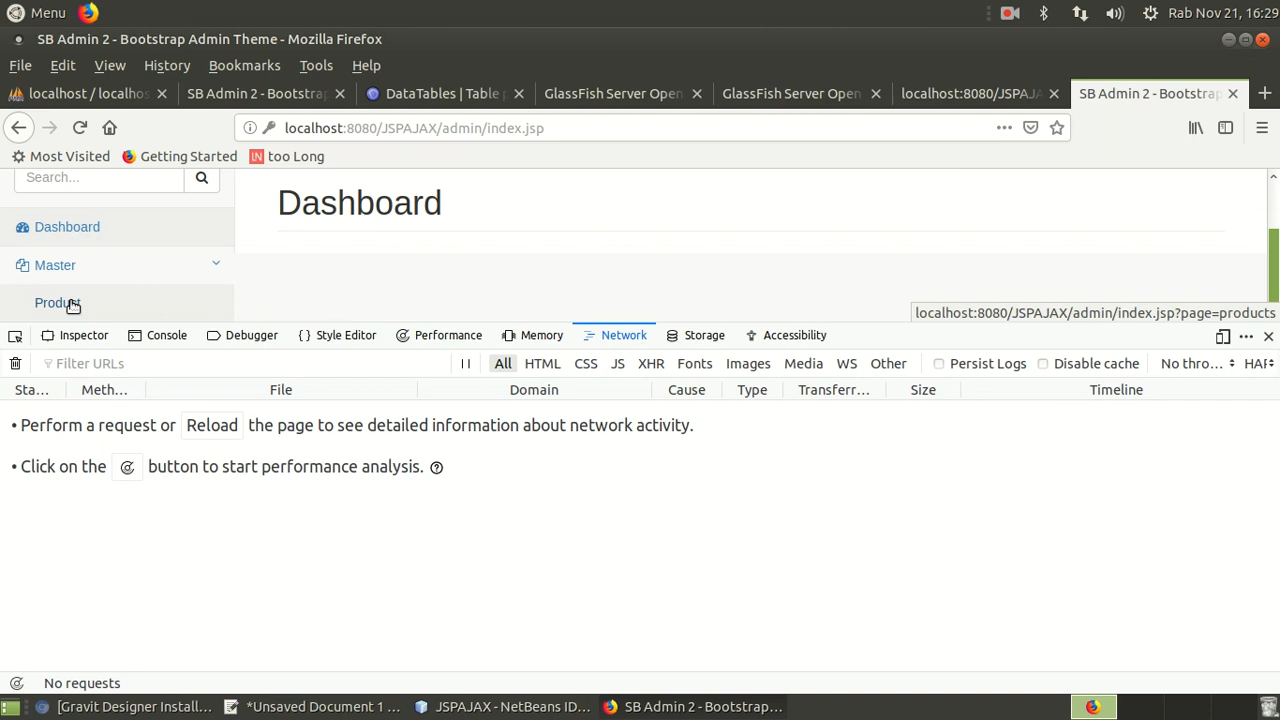 Menu
Rab Nov 21, 16:29
SB Admin 2 - Bootstrap Admin Theme - Mozilla Firefox
File Edit View History Bookmarks Tools Help
localhost / localhos SB Admin 2 - Bootstrap DataTables | Table p GlassFish Server Open GlassFish Server Open localhost:8080/JSPAJA SB Admin 2 - Bootstrap
localhost:8080/JSPAJAX/admin/index.jsp
Most Visited Getting Started LN too Long
Search...
Dashboard
Dashboard
Master
Product
localhost:8080/JSPAJAX/admin/index.jsp?page=products
Inspector Console Debugger Style Editor Performance Memory Network Storage Accessibility
Filter URLs All HTML CSS JS XHR Fonts Images Media WS Other Persist Logs Disable cache No thro... HAR
Sta... Meth... File Domain Cause Type Transferr... Size Timeline
• Perform a request or Reload the page to see detailed information about network activity.
• Click on the button to start performance analysis.
No requests
[Gravit Designer Install... *Unsaved Document 1 ... JSPAJAX - NetBeans ID... SB Admin 2 - Bootstrap...